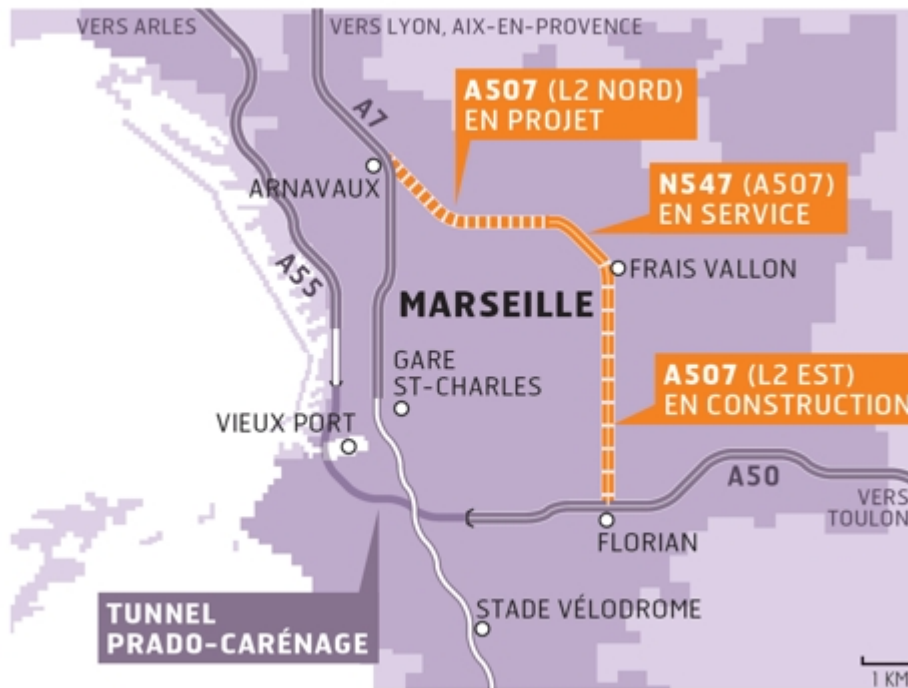 VERS ARLES
VERS LYON, AIX-EN-PROVENCE
A507 (L2 NORD)
EN PROJET
A7
ARNAVAUX
N547 (A507)
EN SERVICE
A55
FRAIS VALLON
MARSEILLE
GARE
ST-CHARLES
A507 (L2 EST)
EN CONSTRUCTION
VIEUX PORT
A50
VERS
TOULON
FLORIAN
TUNNEL
PRADO-CARÉNAGE
STADE VÉLODROME
1 KM